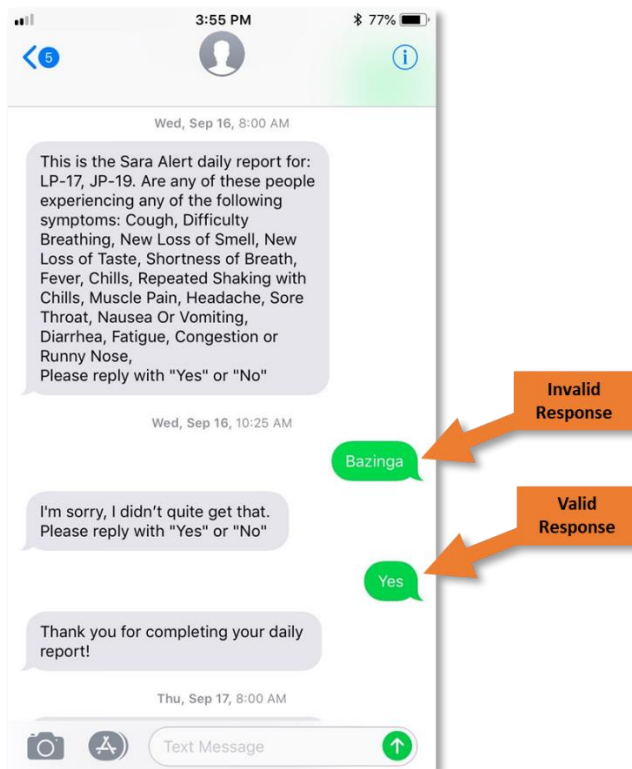 3:55 PM
77%
5
i
Wed, Sep 16, 8:00 AM
This is the Sara Alert daily report for:
LP-17, JP-19. Are any of these people
experiencing any of the following
symptoms: Cough, Difficulty
Breathing, New Loss of Smell, New
Loss of Taste, Shortness of Breath,
Fever, Chills, Repeated Shaking with
Chills, Muscle Pain, Headache, Sore
Throat, Nausea Or Vomiting,
Diarrhea, Fatigue, Congestion or
Runny Nose,
Please reply with "Yes" or "No"
Wed, Sep 16, 10:25 AM
Invalid
Response
Bazinga
I'm sorry, I didn't quite get that.
Please reply with "Yes" or "No"
Valid
Response
Yes
Thank you for completing your daily
report!
Thu, Sep 17, 8:00 AM
Text Message